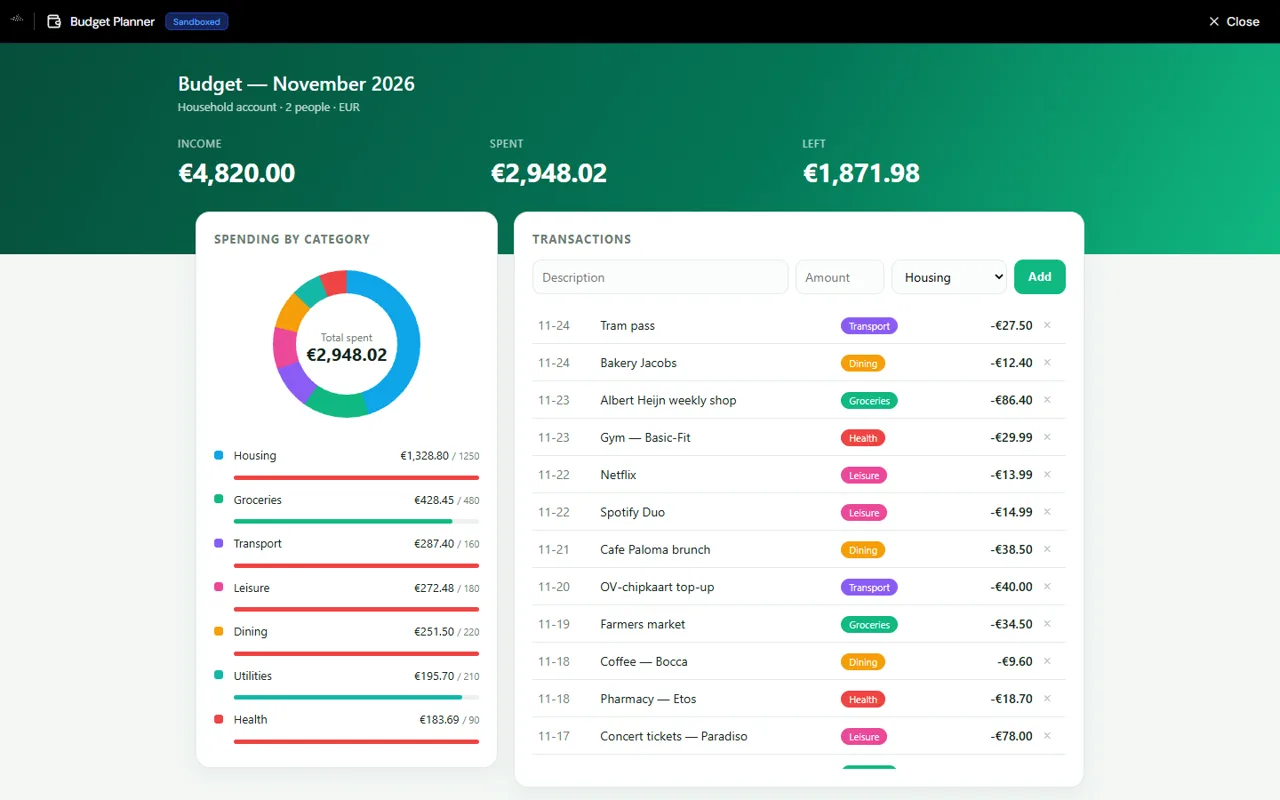 Budget Planner Sandboxed
Close
Budget — November 2026
Household account · 2 people · EUR
INCOME SPENT LEFT
€4,820.00 €2,948.02 €1,871.98
SPENDING BY CATEGORY
Total spent
€2,948.02
Housing €1,328.80 / 1250
Groceries €428.45 / 480
Transport €287.40 / 160
Leisure €272.48 / 180
Dining €251.50 / 220
Utilities €195.70 / 210
Health €183.69 / 90
TRANSACTIONS
Description Amount Housing Add
11-24 Tram pass Transport -€27.50 ×
11-24 Bakery Jacobs Dining -€12.40 ×
11-23 Albert Heijn weekly shop Groceries -€86.40 ×
11-23 Gym — Basic-Fit Health -€29.99 ×
11-22 Netflix Leisure -€13.99 ×
11-22 Spotify Duo Leisure -€14.99 ×
11-21 Cafe Paloma brunch Dining -€38.50 ×
11-20 OV-chipkaart top-up Transport -€40.00 ×
11-19 Farmers market Groceries -€34.50 ×
11-18 Coffee — Bocca Dining -€9.60 ×
11-18 Pharmacy — Etos Health -€18.70 ×
11-17 Concert tickets — Paradiso Leisure -€78.00 ×